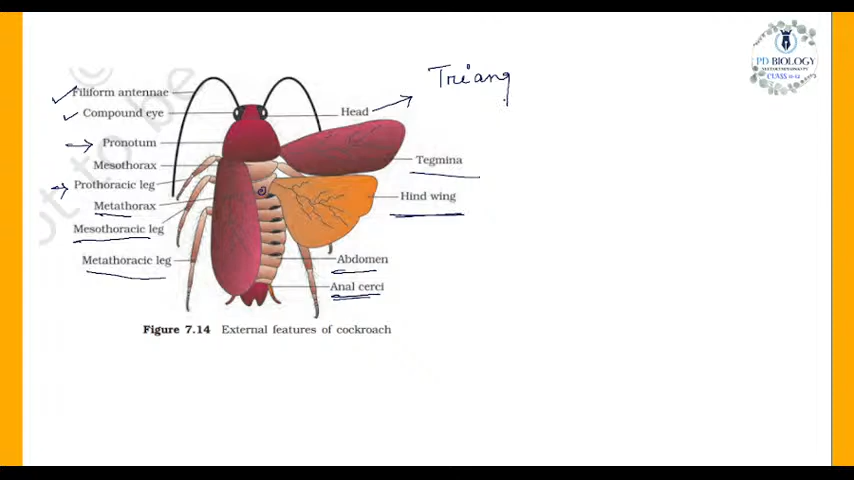 PD BIOLOGY
CLASS 11-12
Triang
Filiform antennae
Compound eye
Head
Pronotum
Mesothorax
Tegmina
Prothoracic leg
Hind wing
Metathorax
Mesothoracic leg
Metathoracic leg
Abdomen
Anal cerci
Figure 7.14 External features of cockroach